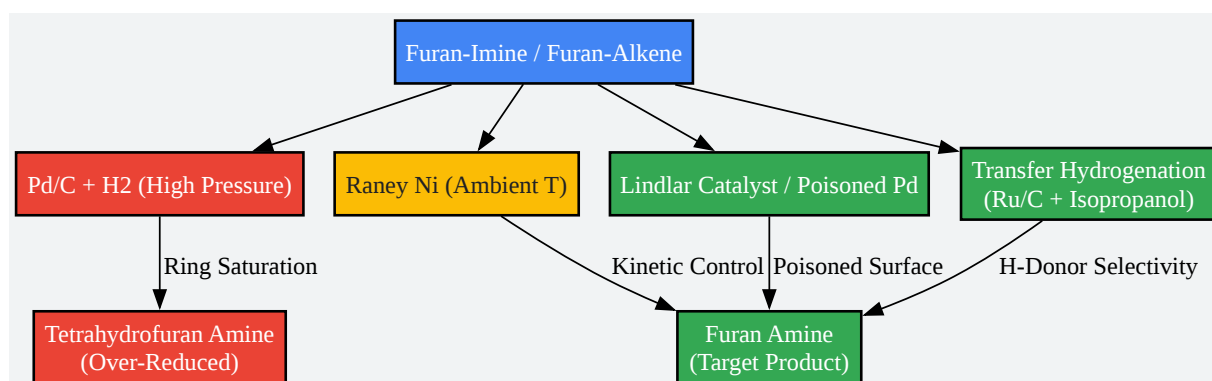 Furan-Imine / Furan-Alkene
Pd/C + H2 (High Pressure)
Raney Ni (Ambient T)
Lindlar Catalyst / Poisoned Pd
Transfer Hydrogenation
(Ru/C + Isopropanol)
Ring Saturation
Kinetic Control
Poisoned Surface
H-Donor Selectivity
Tetrahydrofuran Amine
(Over-Reduced)
Furan Amine
(Target Product)